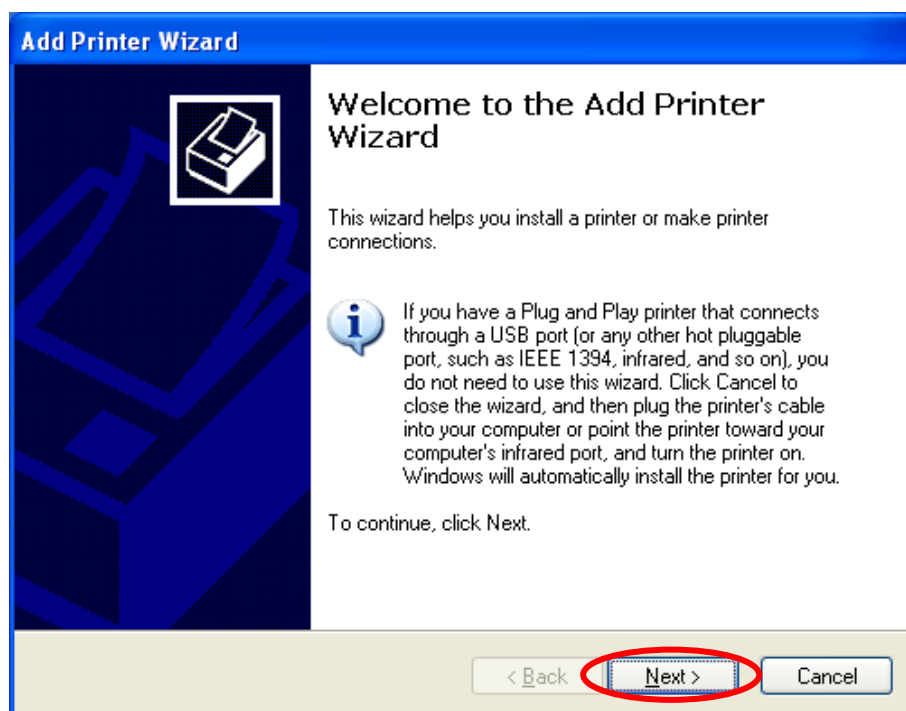 Add Printer Wizard
Welcome to the Add Printer
Wizard
This wizard helps you install a printer or make printer
connections.
If you have a Plug and Play printer that connects
through a USB port (or any other hot pluggable
port, such as IEEE 1394, infrared, and so on), you
do not need to use this wizard. Click Cancel to
close the wizard, and then plug the printer's cable
into your computer or point the printer toward your
computer's infrared port, and turn the printer on.
Windows will automatically install the printer for you.
To continue, click Next.
< Back Next > Cancel